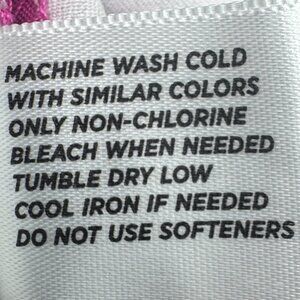 MACHINE WASH COLD
WITH SIMILAR COLORS
ONLY NON-CHLORINE
BLEACH WHEN NEEDED
TUMBLE DRY LOW
COOL IRON IF NEEDED
DO NOT USE SOFTENERS